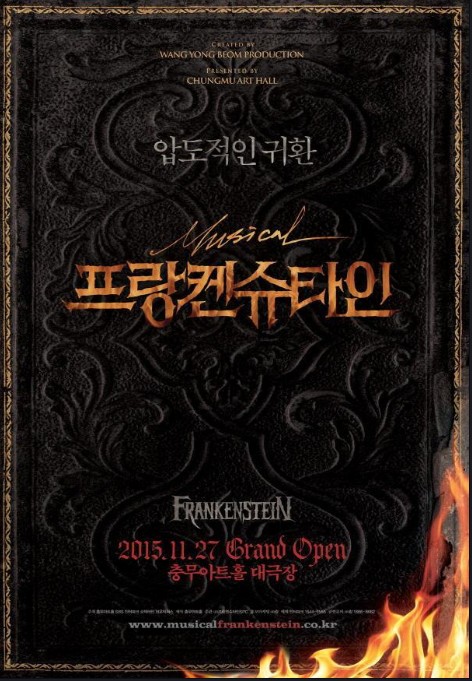 CREATED BY
WANG YONG BEOM PRODUCTION
PRESENTED BY
CHUNGMU ART HALL
압도적인 귀환
Musical
프랑켄슈타인
FRANKENSTEIN
2015.11.27 Grand Open
충무아트홀 대극장
www.musicalfrankenstein.co.kr